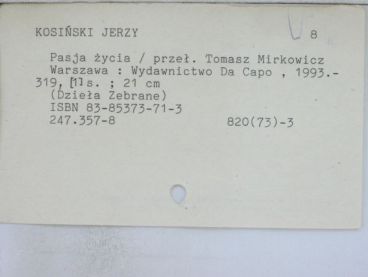 KOSIŃSKI JERZY 8
Pasja życia / przeł. Tomasz Mirkowicz
Warszawa : Wydawnictwo Da Capo , 1993.-
319, [1] s. ; 21 cm
(Dzieła Zebrane)
ISBN 83-85373-71-3
247.357-8 820(73)-3